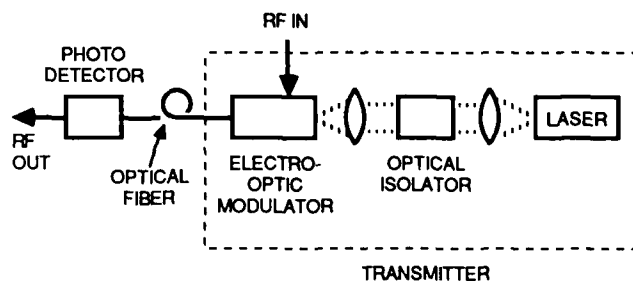 RF IN
PHOTO
DETECTOR
RF
OUT
OPTICAL
FIBER
ELECTRO-
OPTIC
MODULATOR
OPTICAL
ISOLATOR
LASER
TRANSMITTER